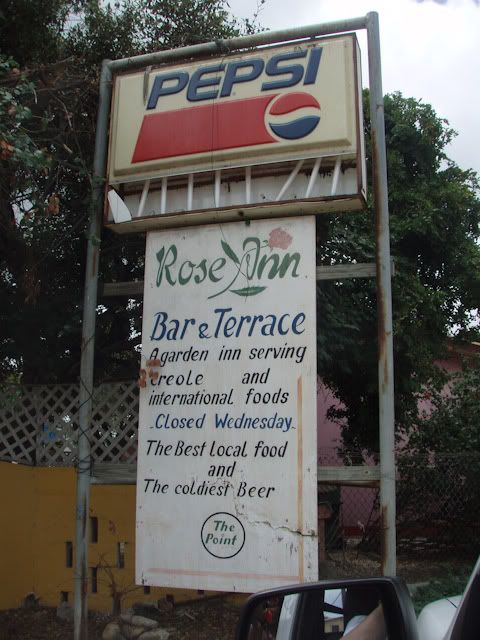 PEPSI
Rose Inn
Bar & Terrace
A garden inn serving
creole and
international foods
Closed Wednesday
The Best local food
and
The coldiest Beer
The
Point